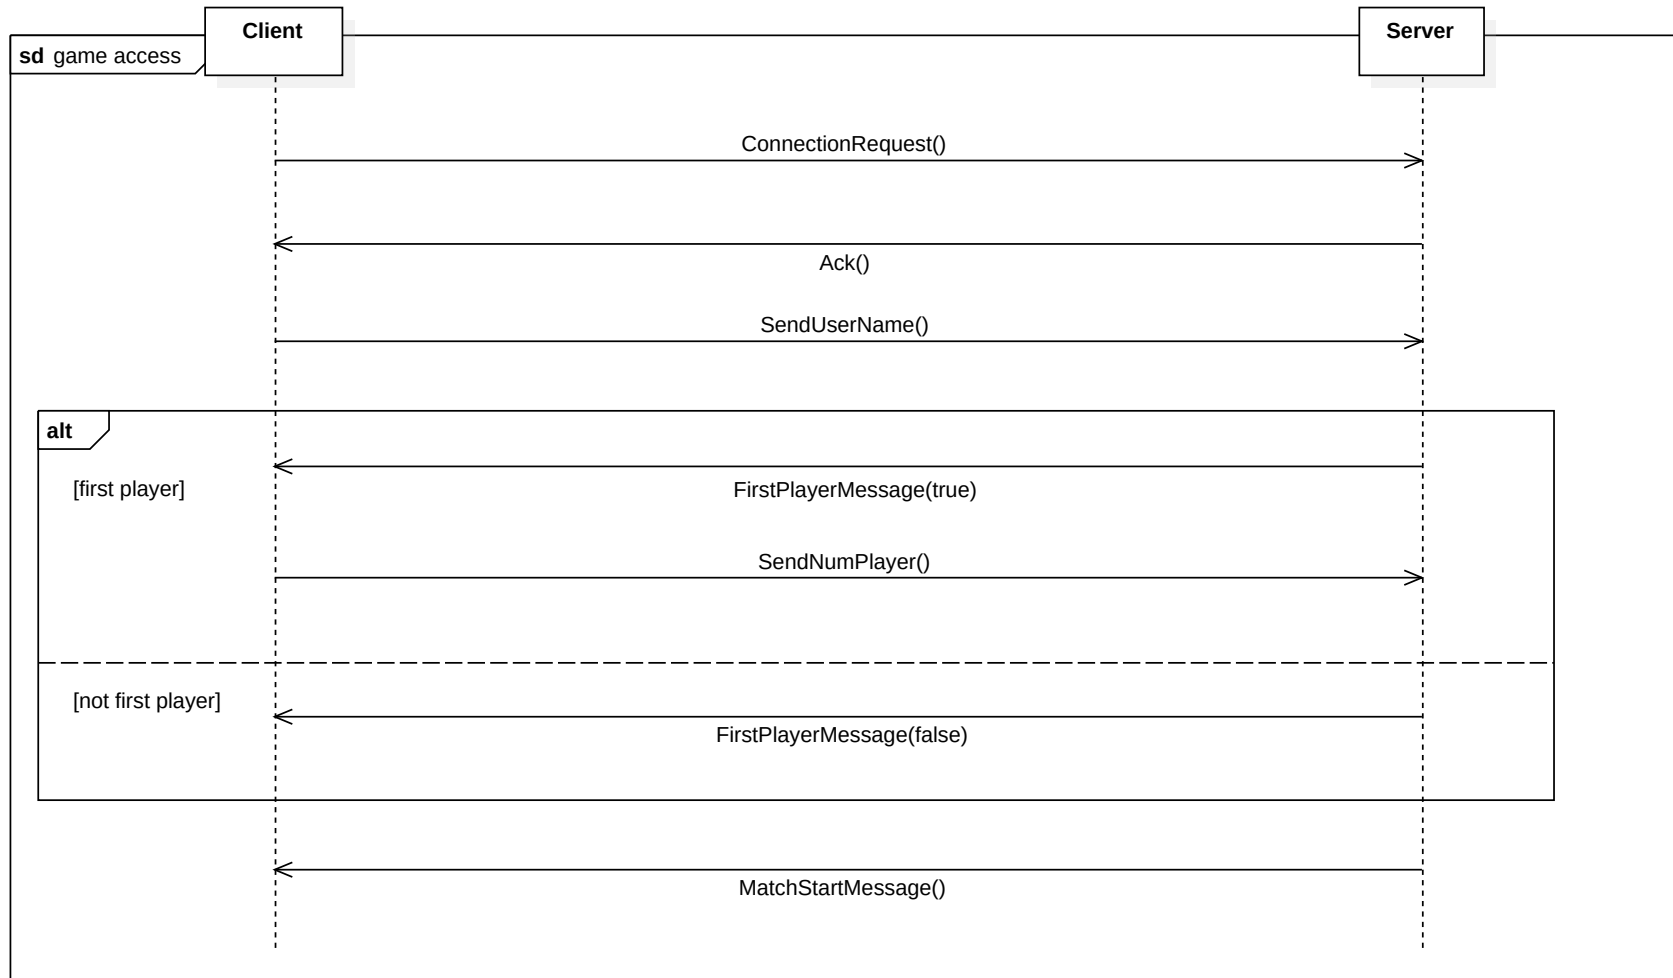 Client
Server
sd game access
ConnectionRequest()
Ack()
SendUserName()
alt
[first player]
FirstPlayerMessage(true)
SendNumPlayer()
[not first player]
FirstPlayerMessage(false)
MatchStartMessage()